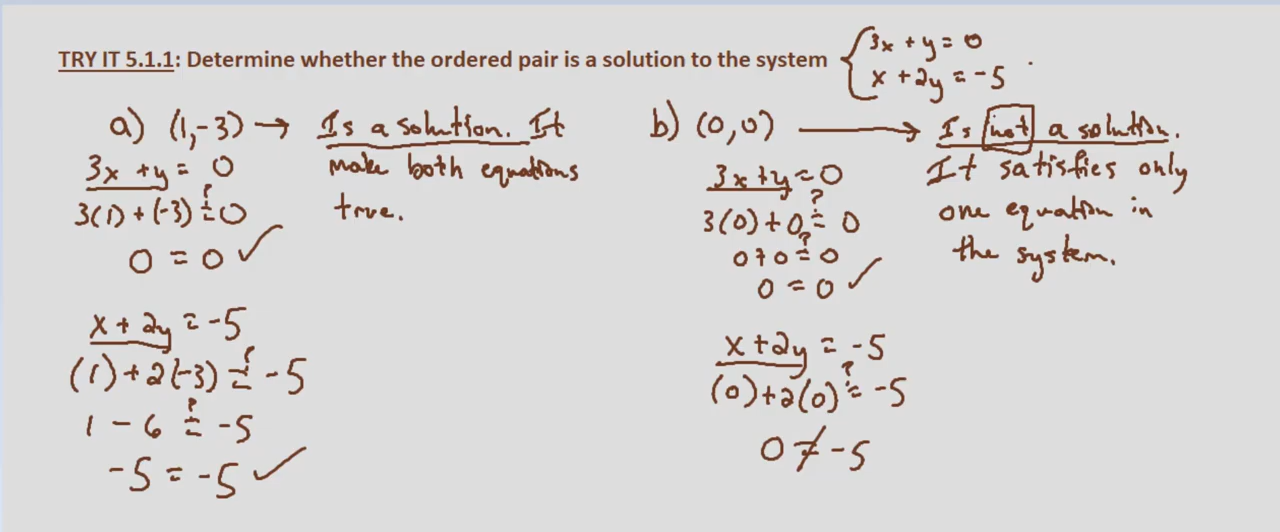 TRY IT 5.1.1: Determine whether the ordered pair is a solution to the system { 3x + y = 0
x + 2y = -5 .
a) (1,-3) → Is a solution. It
make both equations
true.
3x + y = 0
3(1) + (-3) ≟ 0
0 = 0 ✓
x + 2y = -5
(1) + 2(-3) ≟ -5
1 - 6 ≟ -5
-5 = -5 ✓
b) (0,0) → Is not a solution.
It satisfies only
one equation in
the system.
3x + y = 0
3(0) + 0 ≟ 0
0 + 0 ≟ 0
0 = 0 ✓
x + 2y = -5
(0) + 2(0) ≟ -5
0 ≠ -5